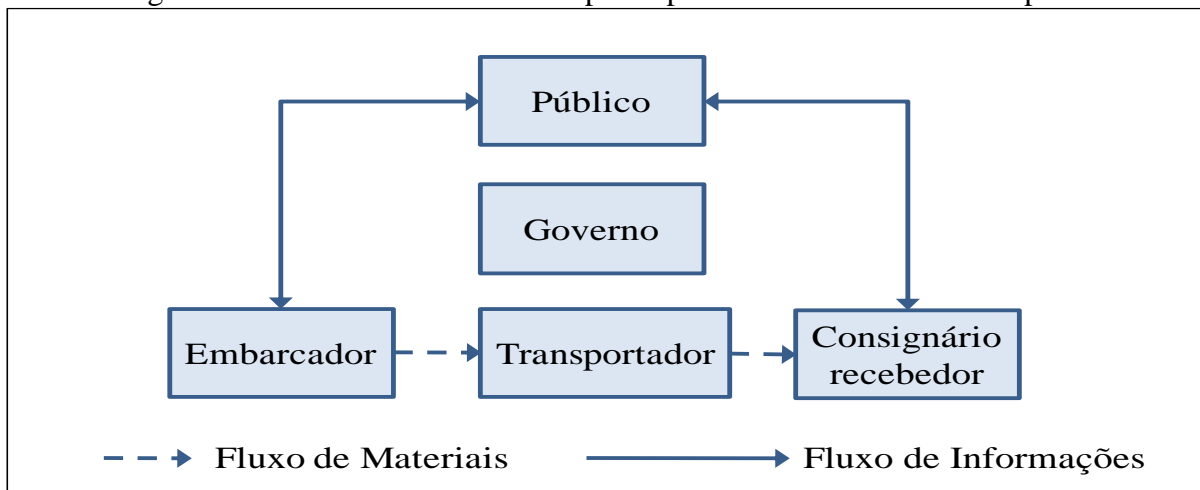 Público
Governo
Embarcador
Transportador
Consignário
recebedor
Fluxo de Materiais
Fluxo de Informações